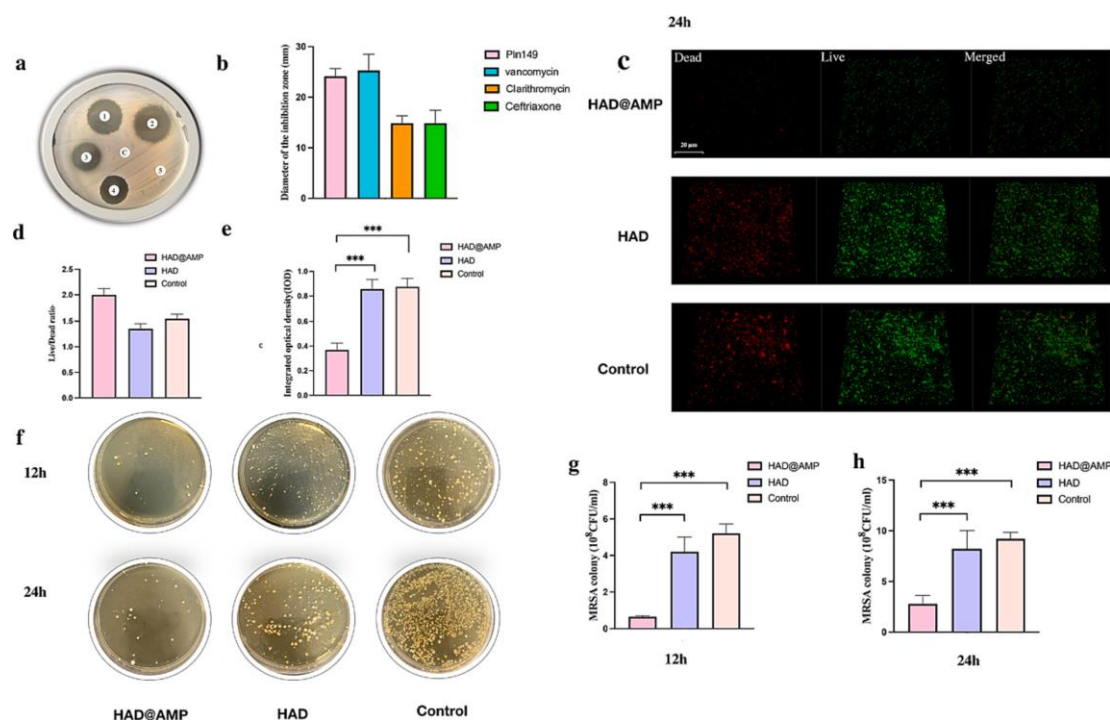 24h
a
1
2
3
C
5
4
b
Diameter of the inhibition zone (mm)
30
20
10
0
Pln149
vancomycin
Clarithromycin
Ceftriaxone
c
Dead
Live
Merged
HAD@AMP
20 μm
HAD
Control
d
Live/Dead ratio
2.5
2.0
1.5
1.0
0.5
0.0
HAD@AMP
HAD
Control
e
***
***
Integrated optical density(IOD)
1.0
0.8
0.6
0.4
0.2
0.0
HAD@AMP
HAD
Control
c
f
12h
24h
HAD@AMP
HAD
Control
g
***
***
MRSA colony (10⁸CFU/ml)
8
6
4
2
0
HAD@AMP
HAD
Control
12h
h
***
***
MRSA colony (10⁸CFU/ml)
15
10
5
0
HAD@AMP
HAD
Control
24h